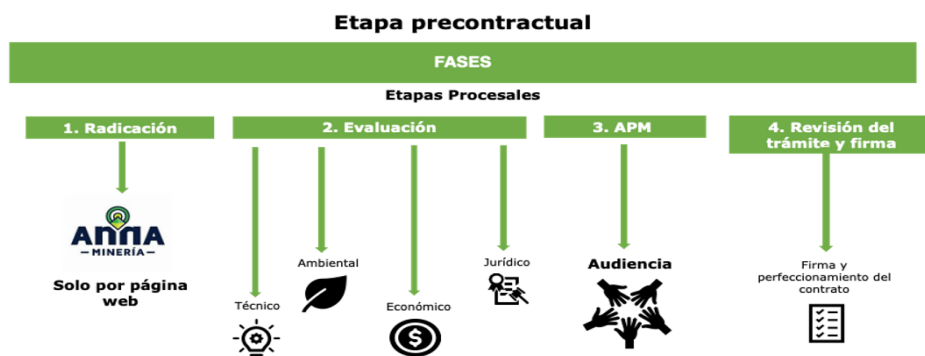 Etapa precontractual
FASES
Etapas Procesales
1. Radicación
2. Evaluación
3. APM
4. Revisión del
trámite y firma
ANNA
—MINERÍA—
Solo por página
web
Técnico
Ambiental
Económico
Jurídico
Audiencia
Firma y
perfeccionamiento del
contrato